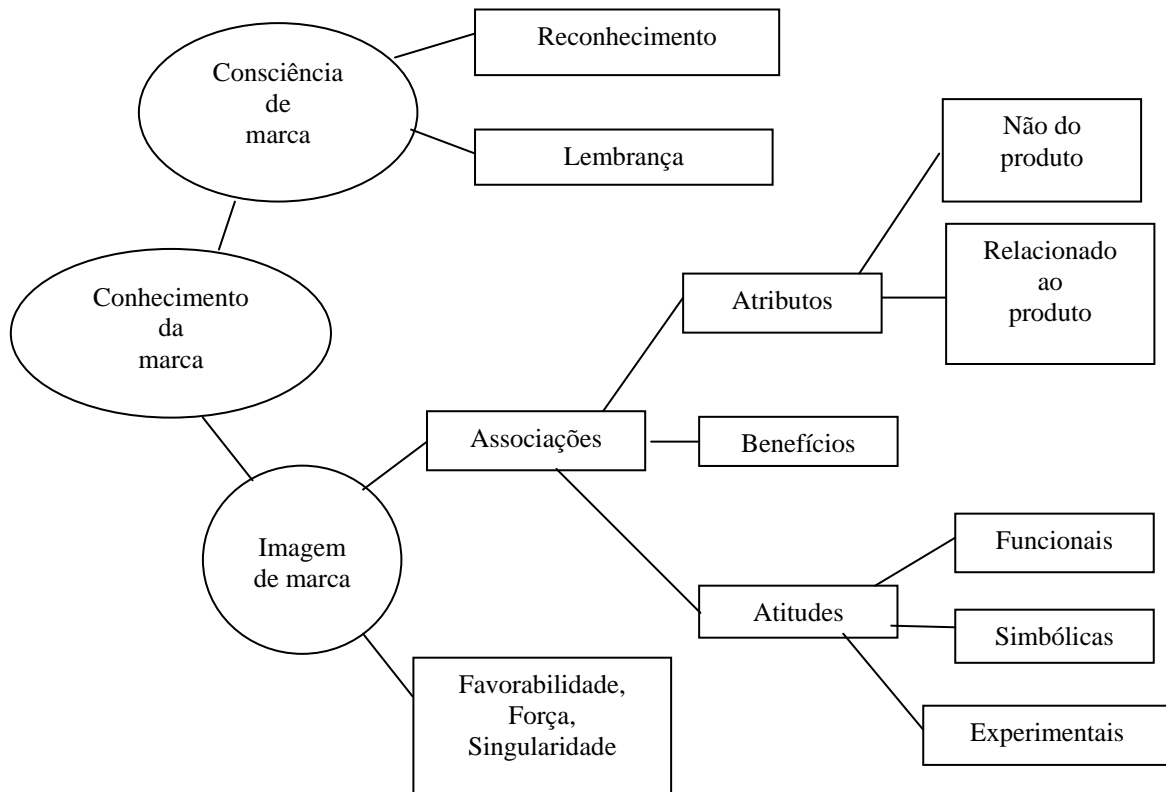 Reconhecimento
Consciência
de
marca
Lembrança
Não do
produto
Relacionado
ao
produto
Conhecimento
da
marca
Atributos
Associações
Benefícios
Imagem
de marca
Funcionais
Atitudes
Simbólicas
Favorabilidade,
Força,
Singularidade
Experimentais